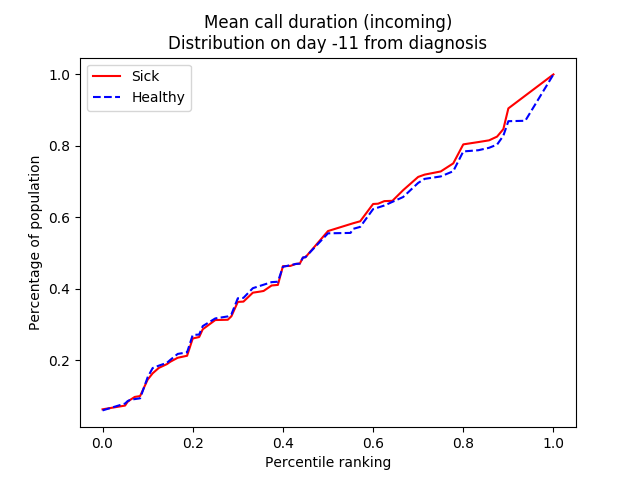 Mean call duration (incoming)
Distribution on day -11 from diagnosis
Sick
Healthy
1.0
0.8
0.6
0.4
0.2
Percentage of population
0.0 0.2 0.4 0.6 0.8 1.0
Percentile ranking